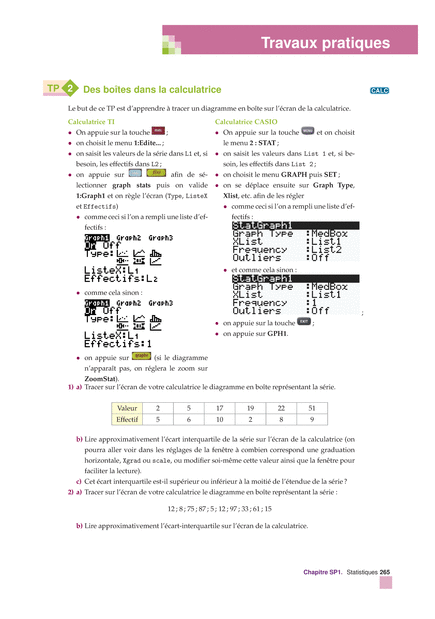 Travaux pratiques
TP 2 Des boites dans la calculatrice
CALC
Le but de ce TP est d'apprendre à tracer un diagramme en boîte sur l'écran de la calculatrice.
Calculatrice TI
• On appuie sur la touche ;
• on choisit le menu 1:Edite... ;
• on saisit les valeurs de la série dans L1 et, si
besoin, les effectifs dans L2 ;
• on appuie sur afin de sé-
lectionner graph stats puis on valide
1:Graph1 et on règle l'écran (Type, ListeX
et Effectifs)
• comme ceci si l'on a rempli une liste d'ef-
fectifs :
Graph1 Graph2 Graph3
On Off
Type:
ListeX:L1
Effectifs:L2
• comme cela sinon :
Graph1 Graph2 Graph3
On Off
Type:
ListeX:L1
Effectifs:1
• on appuie sur graphe (si le diagramme
n'apparaît pas, on réglera le zoom sur
ZoomStat).
Calculatrice CASIO
• On appuie sur la touche MENU et on choisit
le menu 2 : STAT ;
• on saisit les valeurs dans List 1 et, si be-
soin, les effectifs dans List 2 ;
• on choisit le menu GRAPH puis SET ;
• on se déplace ensuite sur Graph Type,
Xlist, etc. afin de les régler
• comme ceci si l'on a rempli une liste d'ef-
fectifs :
StatGraph1
Graph Type :MedBox
XList :List1
Frequency :List2
Outliers :Off
• et comme cela sinon :
StatGraph1
Graph Type :MedBox
XList :List1
Frequency :1
Outliers :Off ;
• on appuie sur la touche EXIT ;
• on appuie sur GPH1.
1) a) Tracer sur l'écran de votre calculatrice le diagramme en boîte représentant la série.
Valeur 2 5 17 19 22 51
Effectif 5 6 10 2 8 9
b) Lire approximativement l'écart interquartile de la série sur l'écran de la calculatrice (on
pourra aller voir dans les réglages de la fenêtre à combien correspond une graduation
horizontale, Xgrad ou scale, ou modifier soi-même cette valeur ainsi que la fenêtre pour
faciliter la lecture).
c) Cet écart interquartile est-il supérieur ou inférieur à la moitié de l'étendue de la série ?
2) a) Tracer sur l'écran de votre calculatrice le diagramme en boîte représentant la série :
12 ; 8 ; 75 ; 87 ; 5 ; 12 ; 97 ; 33 ; 61 ; 15
b) Lire approximativement l'écart-interquartile sur l'écran de la calculatrice.
Chapitre SP1. Statistiques 265